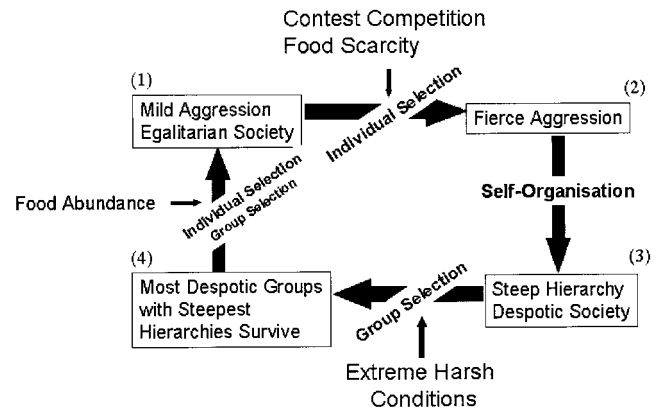 Contest Competition
Food Scarcity
(1)
Mild Aggression
Egalitarian Society
Individual Selection
(2)
Fierce Aggression
Self-Organisation
(3)
Steep Hierarchy
Despotic Society
Group Selection
Extreme Harsh
Conditions
(4)
Most Despotic Groups
with Steepest
Hierarchies Survive
Food Abundance
Individual Selection
Group Selection